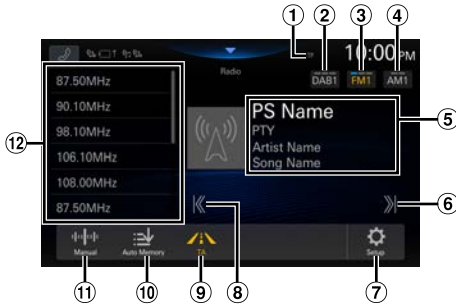 ① ② ③ ④
TP 10:00PM
Radio
DAB1 FM1 AM1
87.50MHz
90.10MHz
98.10MHz
106.10MHz
108.00MHz
87.50MHz
PS Name
PTY
Artist Name
Song Name
⑤
⑫
⑥
Manual
Auto Memory
TA
Setup
⑪ ⑩ ⑨ ⑧ ⑦